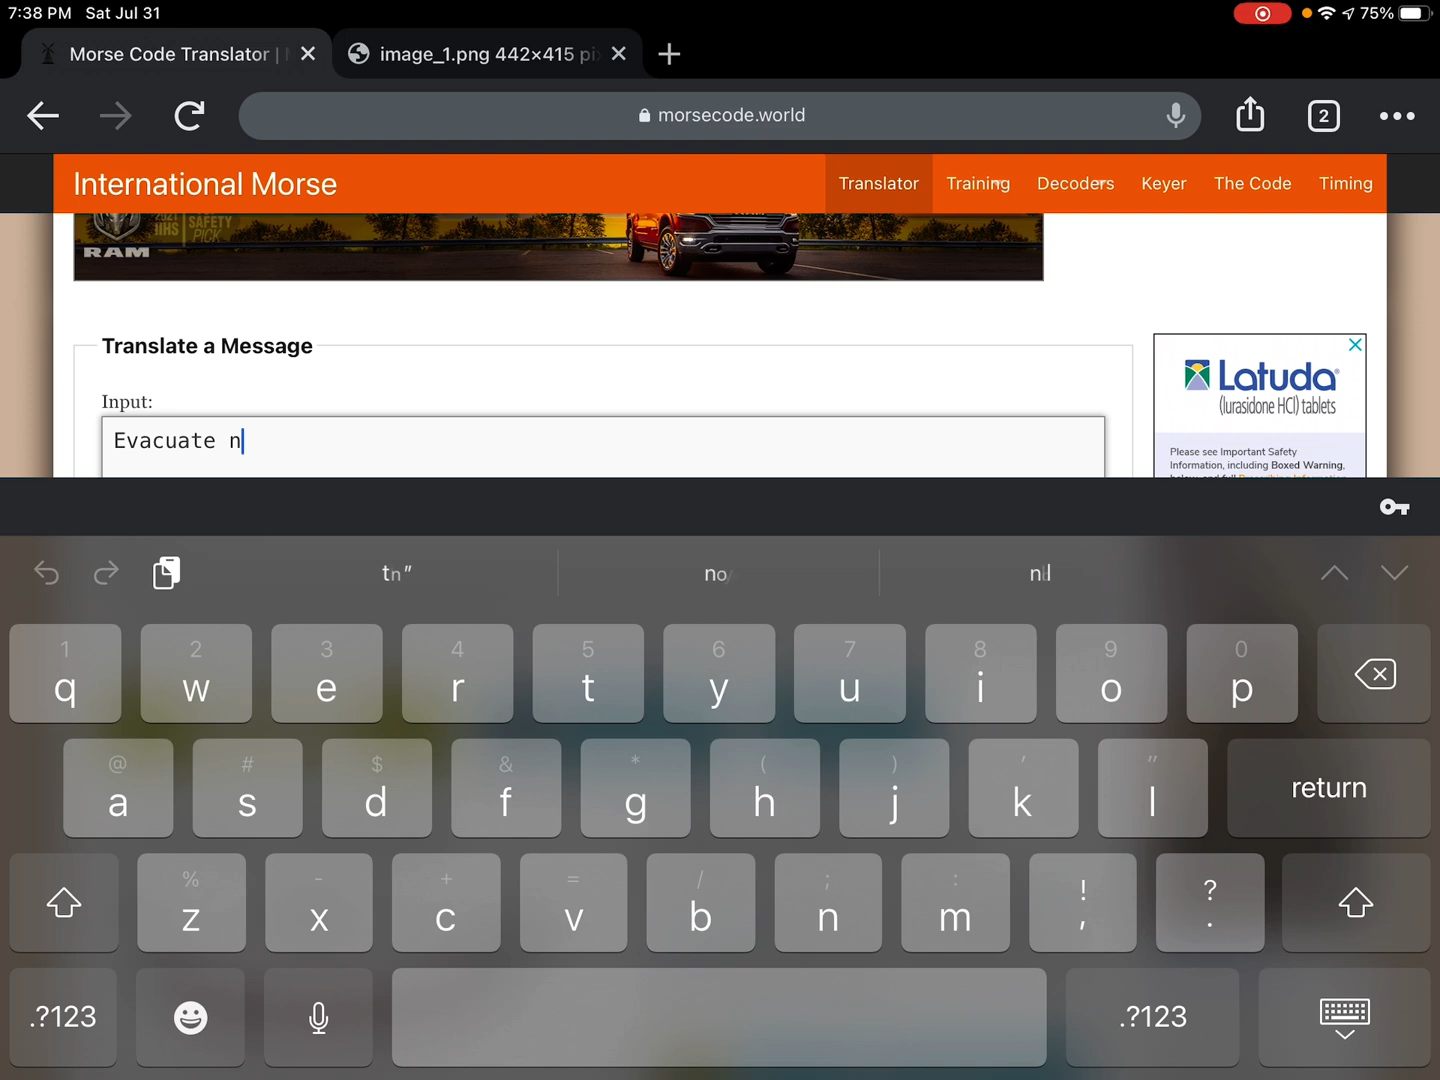 7:38 PM Sat Jul 31
75%
Morse Code Translator |
image_1.png 442×415 pi
morsecode.world
2
International Morse
Translator
Training
Decoders
Keyer
The Code
Timing
RAM
IIHS SAFETY
PICK
Translate a Message
Input:
Evacuate n
Latuda
(lurasidone HCl) tablets
Please see Important Safety
Information, including Boxed Warning,
1 2 3 4 5 6 7 8 9 0
q w e r t y u i o p
@ # $ & * ( ) ' "
a s d f g h j k l return
% - + = / ; : ! ?
z x c v b n m , .
.?123 .?123